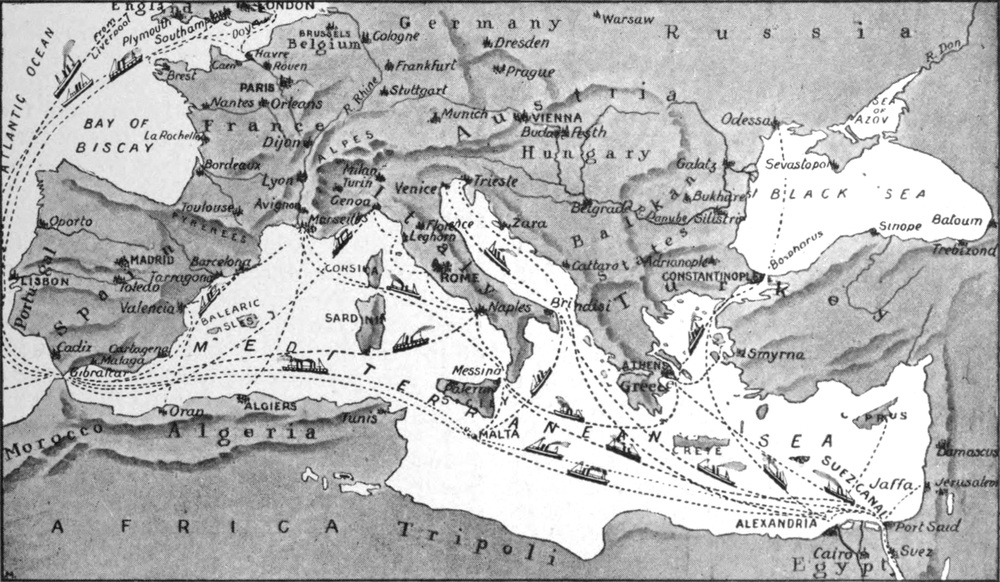 England
LONDON
Germany
Warsaw
Russia
R. Don
OCEAN
From
Liverpool
Plymouth
Southampton
BRUSSELS
Belgium
Cologne
Dresden
Havre
Caen
Rouen
Brest
PARIS
Frankfurt
Prague
Stuttgart
R. Rhine
Nantes
Orleans
Munich
Austria
VIENNA
Buda Pesth
Odessa
SEA
OF
AZOV
ATLANTIC
BAY OF
BISCAY
La Rochelle
France
Dijon
ALPES
Hungary
Galatz
Sevastopol
Bordeaux
Lyon
Milan
Turin
Venice
Trieste
BLACK SEA
Toulouse
Avignon
Genoa
Belgrad
Bukharest
Danube
Silistria
Oporto
PYRENEES
Marseilles
Florence
Leghorn
Zara
Balkan
States
Sinope
Batoum
Trebizond
Bosphorus
Portugal
Spain
MADRID
Toledo
Barcelona
Tarragona
CORSICA
Italy
ROME
Cattaro
Adrianople
CONSTANTINOPLE
Turkey
LISBON
Valencia
BALEARIC
ISLES
SARDINIA
Naples
Brindisi
Cadiz
Malaga
Cartagena
Gibraltar
MEDITERRANEAN SEA
Messina
Palermo
ATHENS
Greece
Smyrna
Oran
ALGIERS
Tunis
MALTA
CRETE
CYPRUS
Morocco
Algeria
Damascus
SUEZ CANAL
Jaffa
Jerusalem
AFRICA
Tripoli
ALEXANDRIA
Port Said
Cairo
Suez
Egypt